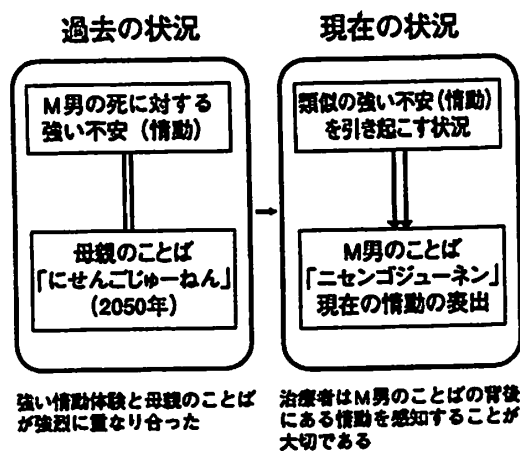 過去の状況
M男の死に対する
強い不安(情動)
母親のことば
「にせんごじゅーねん」
(2050年)
強い情動体験と母親のことば
が強烈に重なり合った
現在の状況
類似の強い不安(情動)
を引き起こす状況
M男のことば
「ニセンゴジューネン」
現在の情動の表出
治療者はM男のことばの背後
にある情動を感知することが
大切である